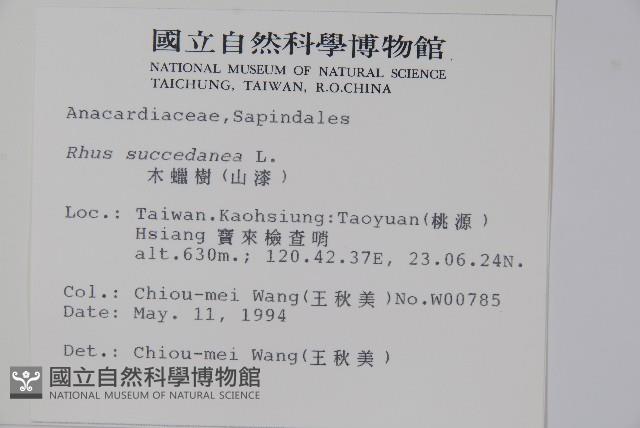 國立自然科學博物館
NATIONAL MUSEUM OF NATURAL SCIENCE
TAICHUNG, TAIWAN, R.O.CHINA
Anacardiaceae,Sapindales
Rhus succedanea L.
木蠟樹(山漆)
Loc.: Taiwan.Kaohsiung:Taoyuan(桃源)
Hsiang 寶來檢查哨
alt.630m.; 120.42.37E, 23.06.24N.
Col.: Chiou-mei Wang(王秋美)No.W00785
Date: May. 11, 1994
Det.: Chiou-mei Wang(王秋美)
國立自然科學博物館
NATIONAL MUSEUM OF NATURAL SCIENCE